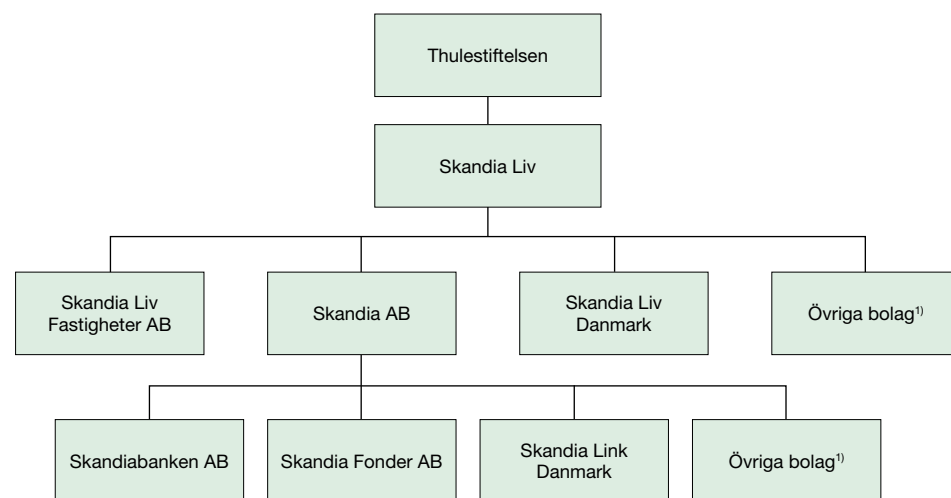 Thulestiftelsen
Skandia Liv
Skandia Liv
Fastigheter AB
Skandia AB
Skandia Liv
Danmark
Övriga bolag1)
Skandiabanken AB
Skandia Fonder AB
Skandia Link
Danmark
Övriga bolag1)